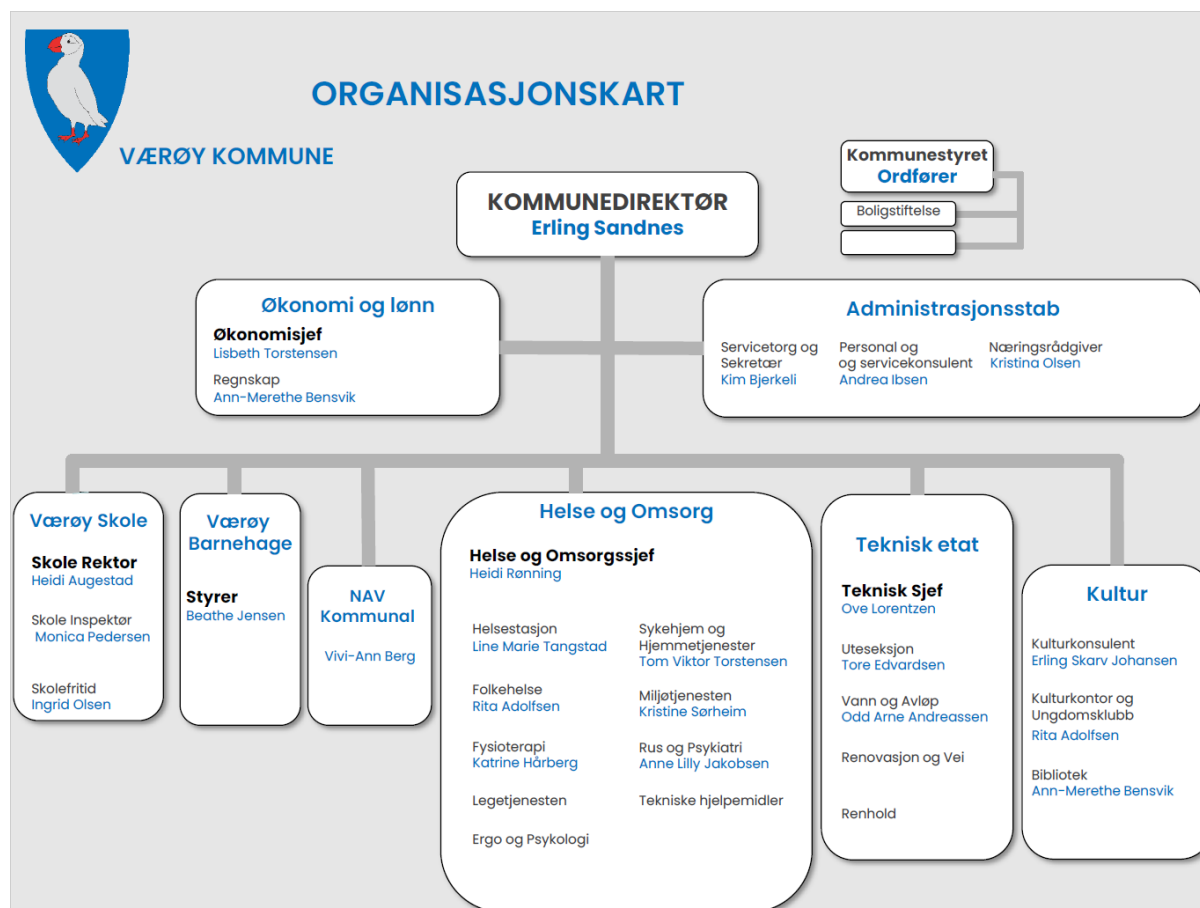 ORGANISASJONSKART
VÆRØY KOMMUNE
Kommunestyret
Ordfører
Boligstiftelse
KOMMUNEDIREKTØR
Erling Sandnes
Økonomi og lønn
Økonomisjef
Lisbeth Torstensen
Regnskap
Ann-Merethe Bensvik
Administrasjonsstab
Servicetorg og
Sekretær
Kim Bjerkeli
Personal og
og servicekonsulent
Andrea Ibsen
Næringsrådgiver
Kristina Olsen
Værøy Skole
Skole Rektor
Heidi Augestad
Skole Inspektør
Monica Pedersen
Skolefritid
Ingrid Olsen
Værøy
Barnehage
Styrer
Beathe Jensen
NAV
Kommunal
Vivi-Ann Berg
Helse og Omsorg
Helse og Omsorgssjef
Heidi Rønning
Helsestasjon
Line Marie Tangstad
Folkehelse
Rita Adolfsen
Fysioterapi
Katrine Hårberg
Legetjenesten
Ergo og Psykologi
Sykehjem og
Hjemmetjenester
Tom Viktor Torstensen
Miljøtjenesten
Kristine Sørheim
Rus og Psykiatri
Anne Lilly Jakobsen
Tekniske hjelpemidler
Teknisk etat
Teknisk Sjef
Ove Lorentzen
Uteseksjon
Tore Edvardsen
Vann og Avløp
Odd Arne Andreassen
Renovasjon og Vei
Renhold
Kultur
Kulturkonsulent
Erling Skarv Johansen
Kulturkontor og
Ungdomsklubb
Rita Adolfsen
Bibliotek
Ann-Merethe Bensvik